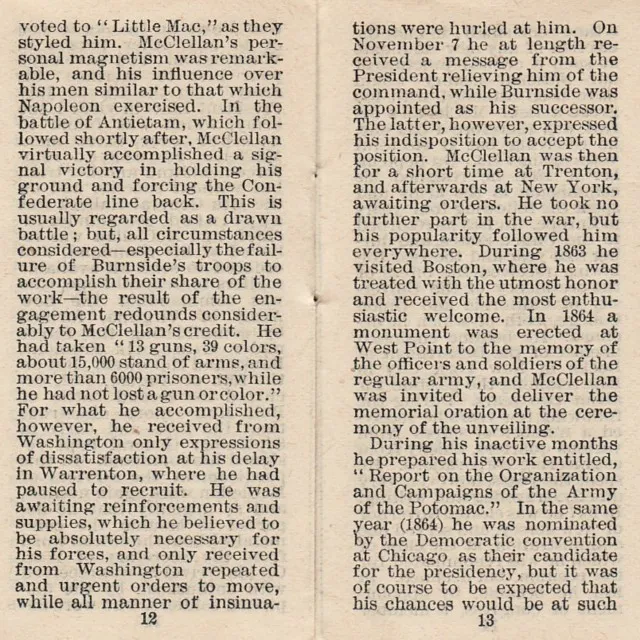 voted to "Little Mac," as they
styled him. McClellan's per-
sonal magnetism was remark-
able, and his influence over
his men similar to that which
Napoleon exercised. In the
battle of Antietam, which fol-
lowed shortly after, McClellan
virtually accomplished a sig-
nal victory in holding his
ground and forcing the Con-
federate line back. This is
usually regarded as a drawn
battle; but, all circumstances
considered—especially the fail-
ure of Burnside's troops to
accomplish their share of the
work—the result of the en-
gagement redounds consider-
ably to McClellan's credit. He
had taken "13 guns, 39 colors,
about 15,000 stand of arms, and
more than 6000 prisoners, while
he had not lost a gun or color."
For what he accomplished,
however, he received from
Washington only expressions
of dissatisfaction at his delay
in Warrenton, where he had
paused to recruit. He was
awaiting reinforcements and
supplies, which he believed to
be absolutely necessary for
his forces, and only received
from Washington repeated
and urgent orders to move,
while all manner of insinua-
12
tions were hurled at him. On
November 7 he at length re-
ceived a message from the
President relieving him of the
command, while Burnside was
appointed as his successor.
The latter, however, expressed
his indisposition to accept the
position. McClellan was then
for a short time at Trenton,
and afterwards at New York,
awaiting orders. He took no
further part in the war, but
his popularity followed him
everywhere. During 1863 he
visited Boston, where he was
treated with the utmost honor
and received the most enthu-
siastic welcome. In 1864 a
monument was erected at
West Point to the memory of
the officers and soldiers of the
regular army, and McClellan
was invited to deliver the
memorial oration at the cere-
mony of the unveiling.
During his inactive months
he prepared his work entitled,
"Report on the Organization
and Campaigns of the Army
of the Potomac." In the same
year (1864) he was nominated
by the Democratic convention
at Chicago as their candidate
for the presidency, but it was
of course to be expected that
his chances would be at such
13